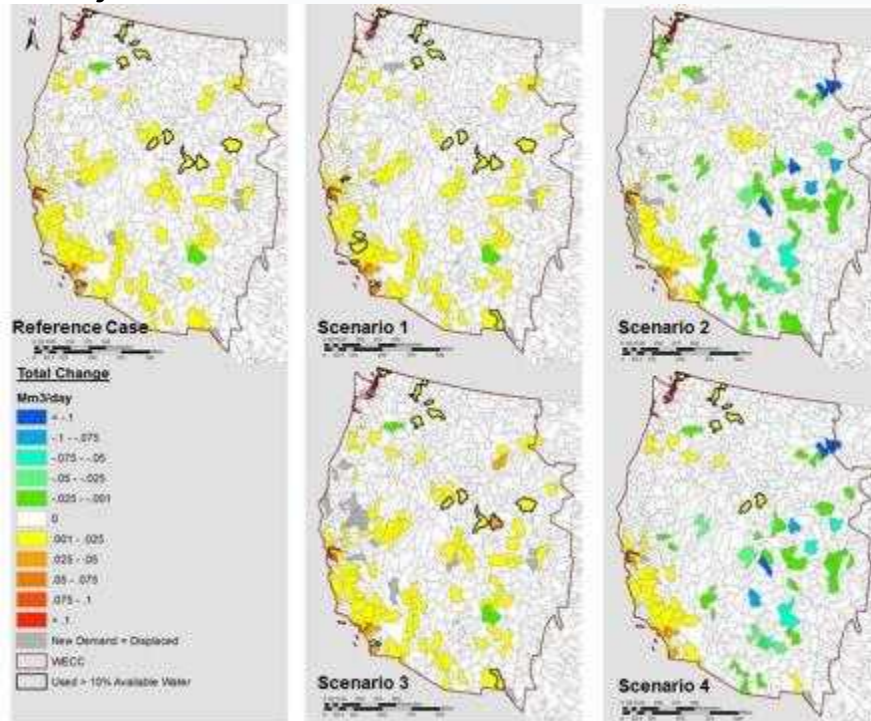 N
Reference Case
Scenario 1
Scenario 2
Total Change
Mm3/day
< -.1
-.1 - -.075
-.075 - -.05
-.05 - -.025
-.025 - -.001
0
.001 - .025
.025 - .05
.05 - .075
.075 - .1
> .1
New Demand = Displaced
WECC
Used > 10% Available Water
Scenario 3
Scenario 4